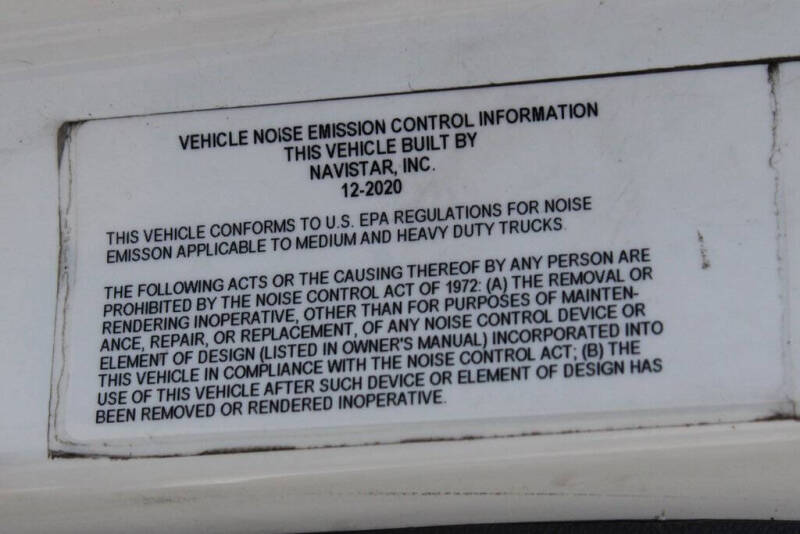 VEHICLE NOISE EMISSION CONTROL INFORMATION
THIS VEHICLE BUILT BY
NAVISTAR, INC.
12-2020
THIS VEHICLE CONFORMS TO U.S. EPA REGULATIONS FOR NOISE
EMISSON APPLICABLE TO MEDIUM AND HEAVY DUTY TRUCKS.
THE FOLLOWING ACTS OR THE CAUSING THEREOF BY ANY PERSON ARE
PROHIBITED BY THE NOISE CONTROL ACT OF 1972: (A) THE REMOVAL OR
RENDERING INOPERATIVE, OTHER THAN FOR PURPOSES OF MAINTEN-
ANCE, REPAIR, OR REPLACEMENT, OF ANY NOISE CONTROL DEVICE OR
ELEMENT OF DESIGN (LISTED IN OWNER'S MANUAL) INCORPORATED INTO
THIS VEHICLE IN COMPLIANCE WITH THE NOISE CONTROL ACT; (B) THE
USE OF THIS VEHICLE AFTER SUCH DEVICE OR ELEMENT OF DESIGN HAS
BEEN REMOVED OR RENDERED INOPERATIVE.